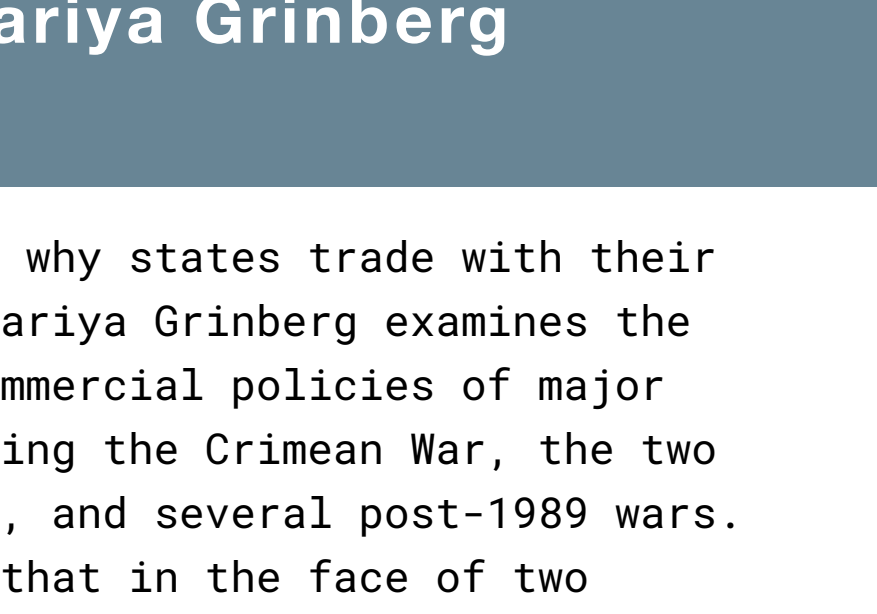 ariya Grinberg
why states trade with their
ariya Grinberg examines the
mmercial policies of major
ing the Crimean War, the two
, and several post-1989 wars.
that in the face of two